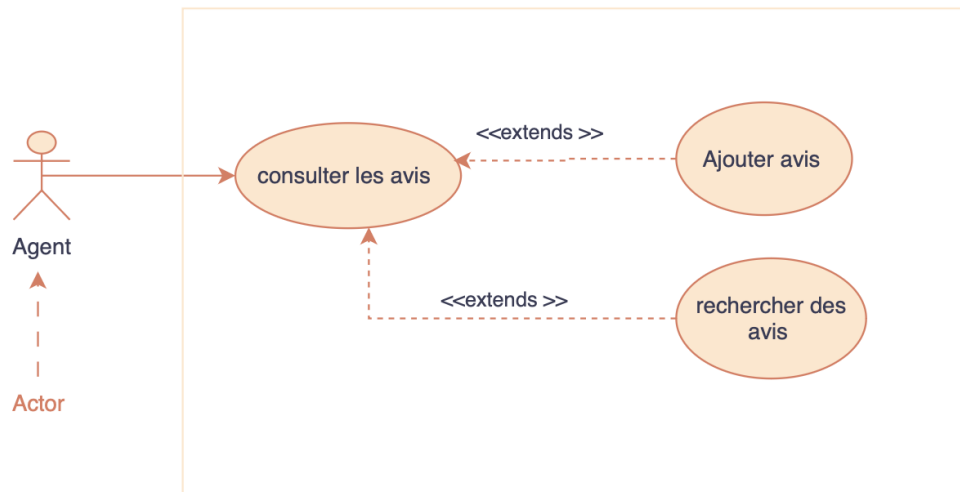 <<extends >>
Ajouter avis
consulter les avis
Agent
<<extends >>
rechercher des
avis
Actor